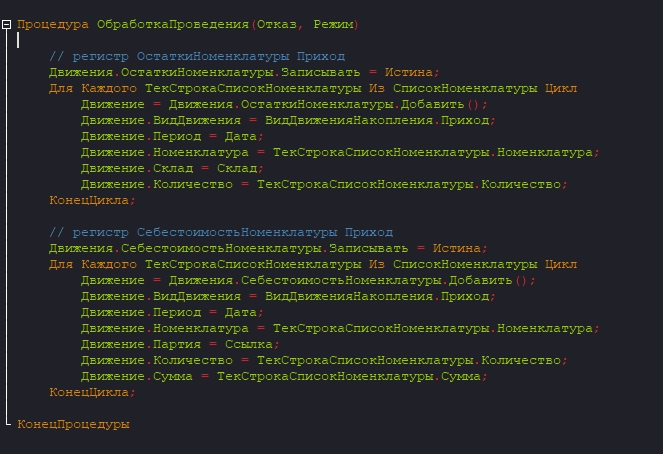 Процедура ОбработкаПроведения(Отказ, Режим)
// регистр ОстаткиНоменклатуры Приход
Движения.ОстаткиНоменклатуры.Записывать = Истина;
Для Каждого ТекСтрокаСписокНоменклатуры Из СписокНоменклатуры Цикл
Движение = Движения.ОстаткиНоменклатуры.Добавить();
Движение.ВидДвижения = ВидДвиженияНакопления.Приход;
Движение.Период = Дата;
Движение.Номенклатура = ТекСтрокаСписокНоменклатуры.Номенклатура;
Движение.Склад = Склад;
Движение.Количество = ТекСтрокаСписокНоменклатуры.Количество;
КонецЦикла;
// регистр СебестоимостьНоменклатуры Приход
Движения.СебестоимостьНоменклатуры.Записывать = Истина;
Для Каждого ТекСтрокаСписокНоменклатуры Из СписокНоменклатуры Цикл
Движение = Движения.СебестоимостьНоменклатуры.Добавить();
Движение.ВидДвижения = ВидДвиженияНакопления.Приход;
Движение.Период = Дата;
Движение.Номенклатура = ТекСтрокаСписокНоменклатуры.Номенклатура;
Движение.Партия = Ссылка;
Движение.Количество = ТекСтрокаСписокНоменклатуры.Количество;
Движение.Сумма = ТекСтрокаСписокНоменклатуры.Сумма;
КонецЦикла;
КонецПроцедуры